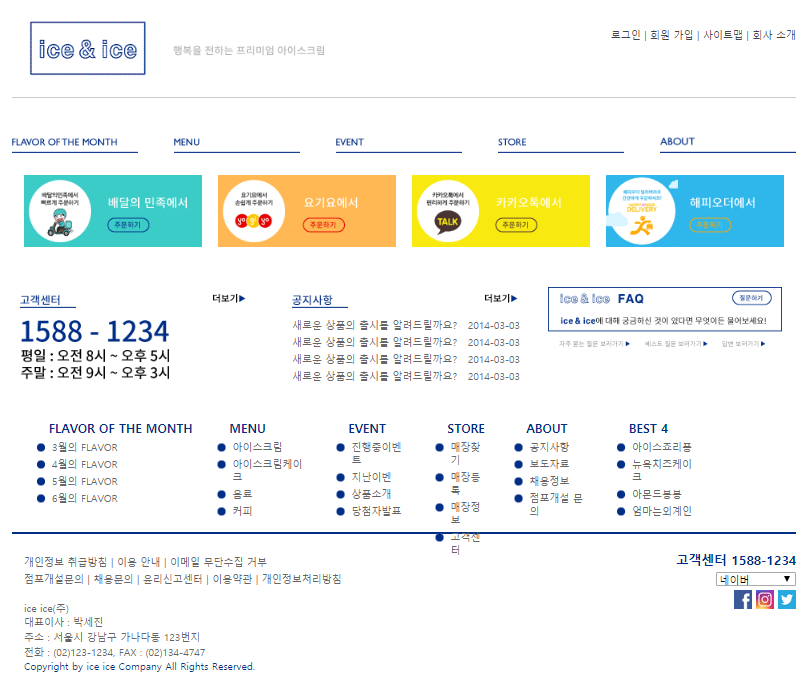 ice & ice
행복을 전하는 프리미엄 아이스크림
로그인 | 회원 가입 | 사이트맵 | 회사 소개
FLAVOR OF THE MONTH
MENU
EVENT
STORE
ABOUT
배달의민족에서
빠르게 주문하기
배달의 민족에서
주문하기
요기요에서
손쉽게 주문하기
yo gi yo
요기요에서
주문하기
카카오톡에서
편리하게 주문하기
TALK
카카오톡에서
주문하기
해피오더 딜리버리로
간편하게 주문하세요!
HAPPY ORDER
DELIVERY
해피오더에서
주문하기
고객센터
더보기▶
1588 - 1234
평일 : 오전 8시 ~ 오후 5시
주말 : 오전 9시 ~ 오후 3시
공지사항
더보기▶
새로운 상품의 출시를 알려드릴까요? 2014-03-03
새로운 상품의 출시를 알려드릴까요? 2014-03-03
새로운 상품의 출시를 알려드릴까요? 2014-03-03
새로운 상품의 출시를 알려드릴까요? 2014-03-03
ice & ice FAQ
질문하기
ice & ice에 대해 궁금하신 것이 있다면 무엇이든 물어보세요!
자주 묻는 질문 보러가기 ▶ 베스트 질문 보러가기 ▶ 답변 보러가기 ▶
FLAVOR OF THE MONTH
3월의 FLAVOR
4월의 FLAVOR
5월의 FLAVOR
6월의 FLAVOR
MENU
아이스크림
아이스크림케이
크
음료
커피
EVENT
진행중이벤
트
지난이벤
상품소개
당첨자발표
STORE
매장찾
기
매장등
록
매장정
보
고객센
터
ABOUT
공지사항
보도자료
채용정보
점포개설 문
의
BEST 4
아이스쵸리퐁
뉴욕치즈케이
크
아몬드봉봉
엄마는외계인
개인정보 취급방침 | 이용 안내 | 이메일 무단수집 거부
점포개설문의 | 채용문의 | 윤리신고센터 | 이용약관 | 개인정보처리방침
고객센터 1588-1234
네이버 ▼
ice ice(주)
대표이사 : 박세진
주소 : 서울시 강남구 가나다동 123번지
전화 : (02)123-1234, FAX : (02)134-4747
Copyright by ice ice Company All Rights Reserved.